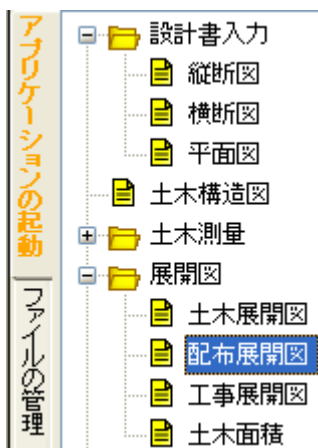 アプリケーションの起動
ファイルの管理
設計書入力
縦断図
横断図
平面図
土木構造図
土木測量
展開図
土木展開図
配布展開図
工事展開図
土木面積